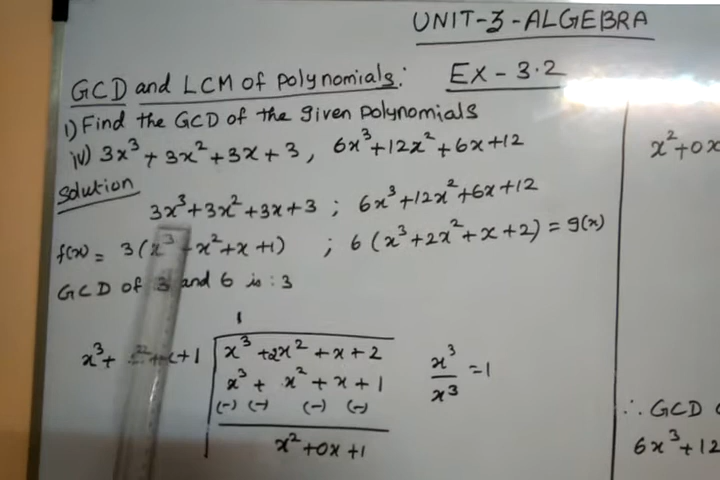 UNIT-3-ALGEBRA
GCD and LCM of polynomials: EX-3.2
1) Find the GCD of the given polynomials
iv) 3x³+3x²+3x+3, 6x³+12x²+6x+12
Solution
3x³+3x²+3x+3 ; 6x³+12x²+6x+12
f(x) = 3(x³ x²+x+1) ; 6(x³+2x²+x+2) = g(x)
GCD of 3 and 6 is : 3
1
x³+ x+1 x³+2x²+x+2
x³+x²+x+1 x³/x³ =1
(-) (-) (-) (-)
x²+0x+1
x²+0x
∴ GCD
6x³+12